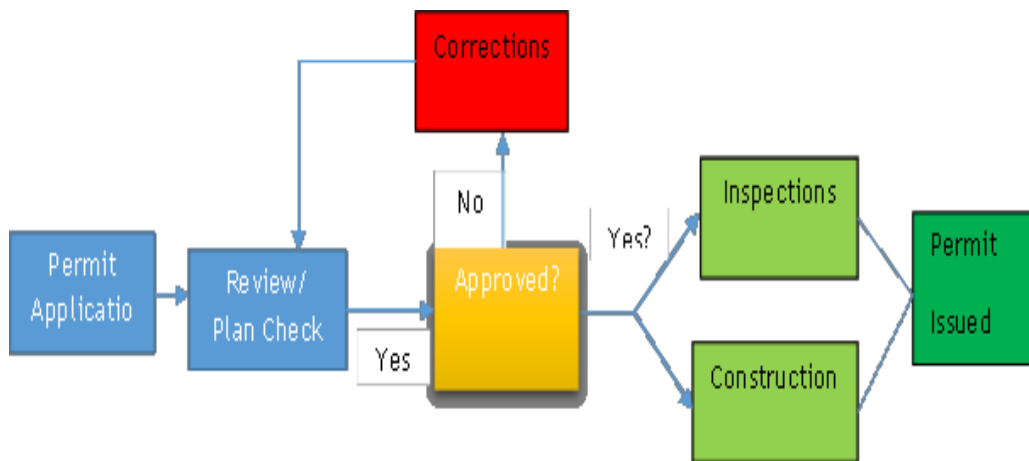 Corrections
No
Yes?
Inspections
Permit
Applicatio
Review/
Plan Check
Yes
Approved?
Construction
Permit
Issued